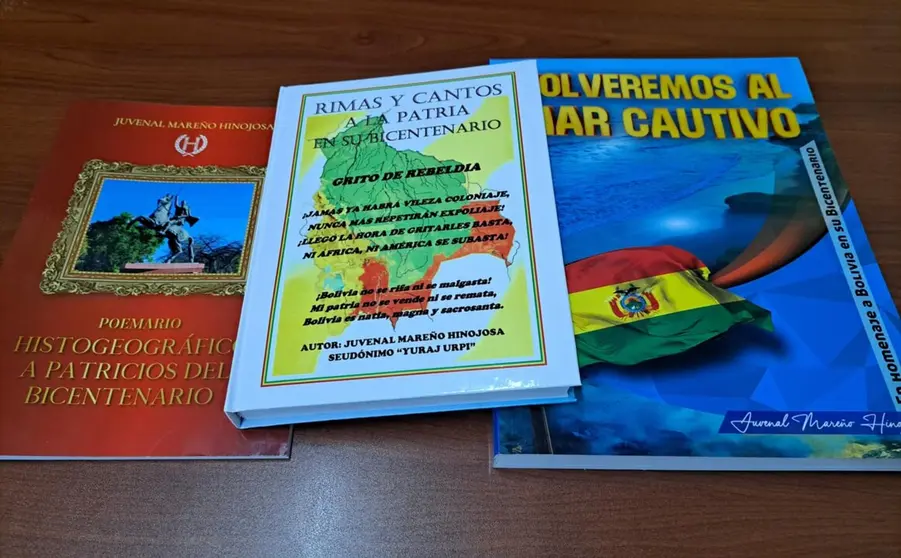 JUVENAL MAREÑO HINOJOSA
H
POEMARIO
HISTOGEOGRÁFICO
A PATRICIOS DEL
BICENTENARIO
RIMAS Y CANTOS
A LA PATRIA
EN SU BICENTENARIO
GRITO DE REBELDIA
¡JAMAS YA HABRÁ VILEZA COLONIAJE,
NUNCA MAS REPETIRÁN EXPOLIAJE!
¡LLEGO LA HORA DE GRITARLES BASTA,
NI AFRICA, NI AMÉRICA SE SUBASTA!
¡Bolivia no se rifa ni se malgasta!
Mi patria no se vende ni se remata,
Bolivia es natía, magna y sacrosanta.
AUTOR: JUVENAL MAREÑO HINOJOSA
SEUDÓNIMO "YURAJ URPI"
OLVEREMOS AL
MAR CAUTIVO
Homenaje a Bolivia en su Bicentenario
Juvenal Mareño Hino